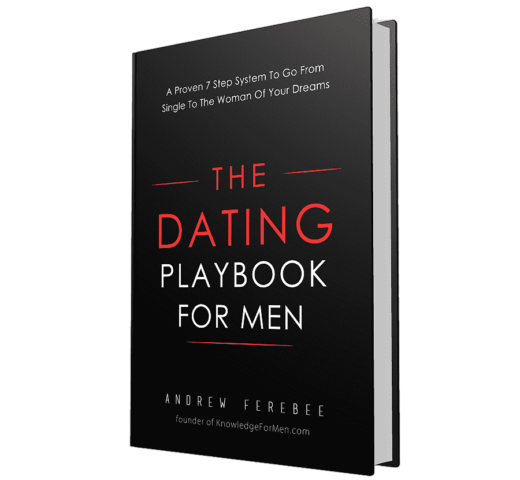 A Proven 7 Step System To Go From
Single To The Woman Of Your Dreams
THE
DATING
PLAYBOOK
FOR MEN
ANDREW FEREBEE
founder of KnowledgeForMen.com